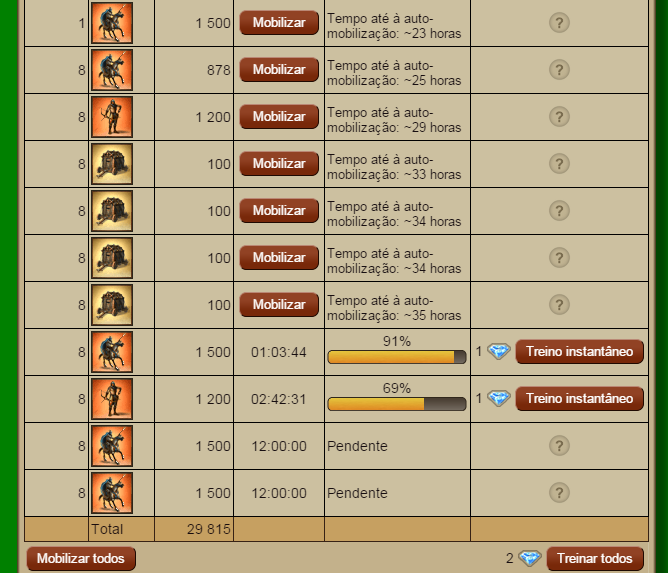 1 1 500 Mobilizar Tempo até à auto-
mobilização: ~23 horas ?
8 878 Mobilizar Tempo até à auto-
mobilização: ~25 horas ?
8 1 200 Mobilizar Tempo até à auto-
mobilização: ~29 horas ?
8 100 Mobilizar Tempo até à auto-
mobilização: ~33 horas ?
8 100 Mobilizar Tempo até à auto-
mobilização: ~34 horas ?
8 100 Mobilizar Tempo até à auto-
mobilização: ~34 horas ?
8 100 Mobilizar Tempo até à auto-
mobilização: ~35 horas ?
8 1 500 01:03:44 91% 1 Treino instantâneo
8 1 200 02:42:31 69% 1 Treino instantâneo
8 1 500 12:00:00 Pendente ?
8 1 500 12:00:00 Pendente ?
Total 29 815
Mobilizar todos 2 Treinar todos